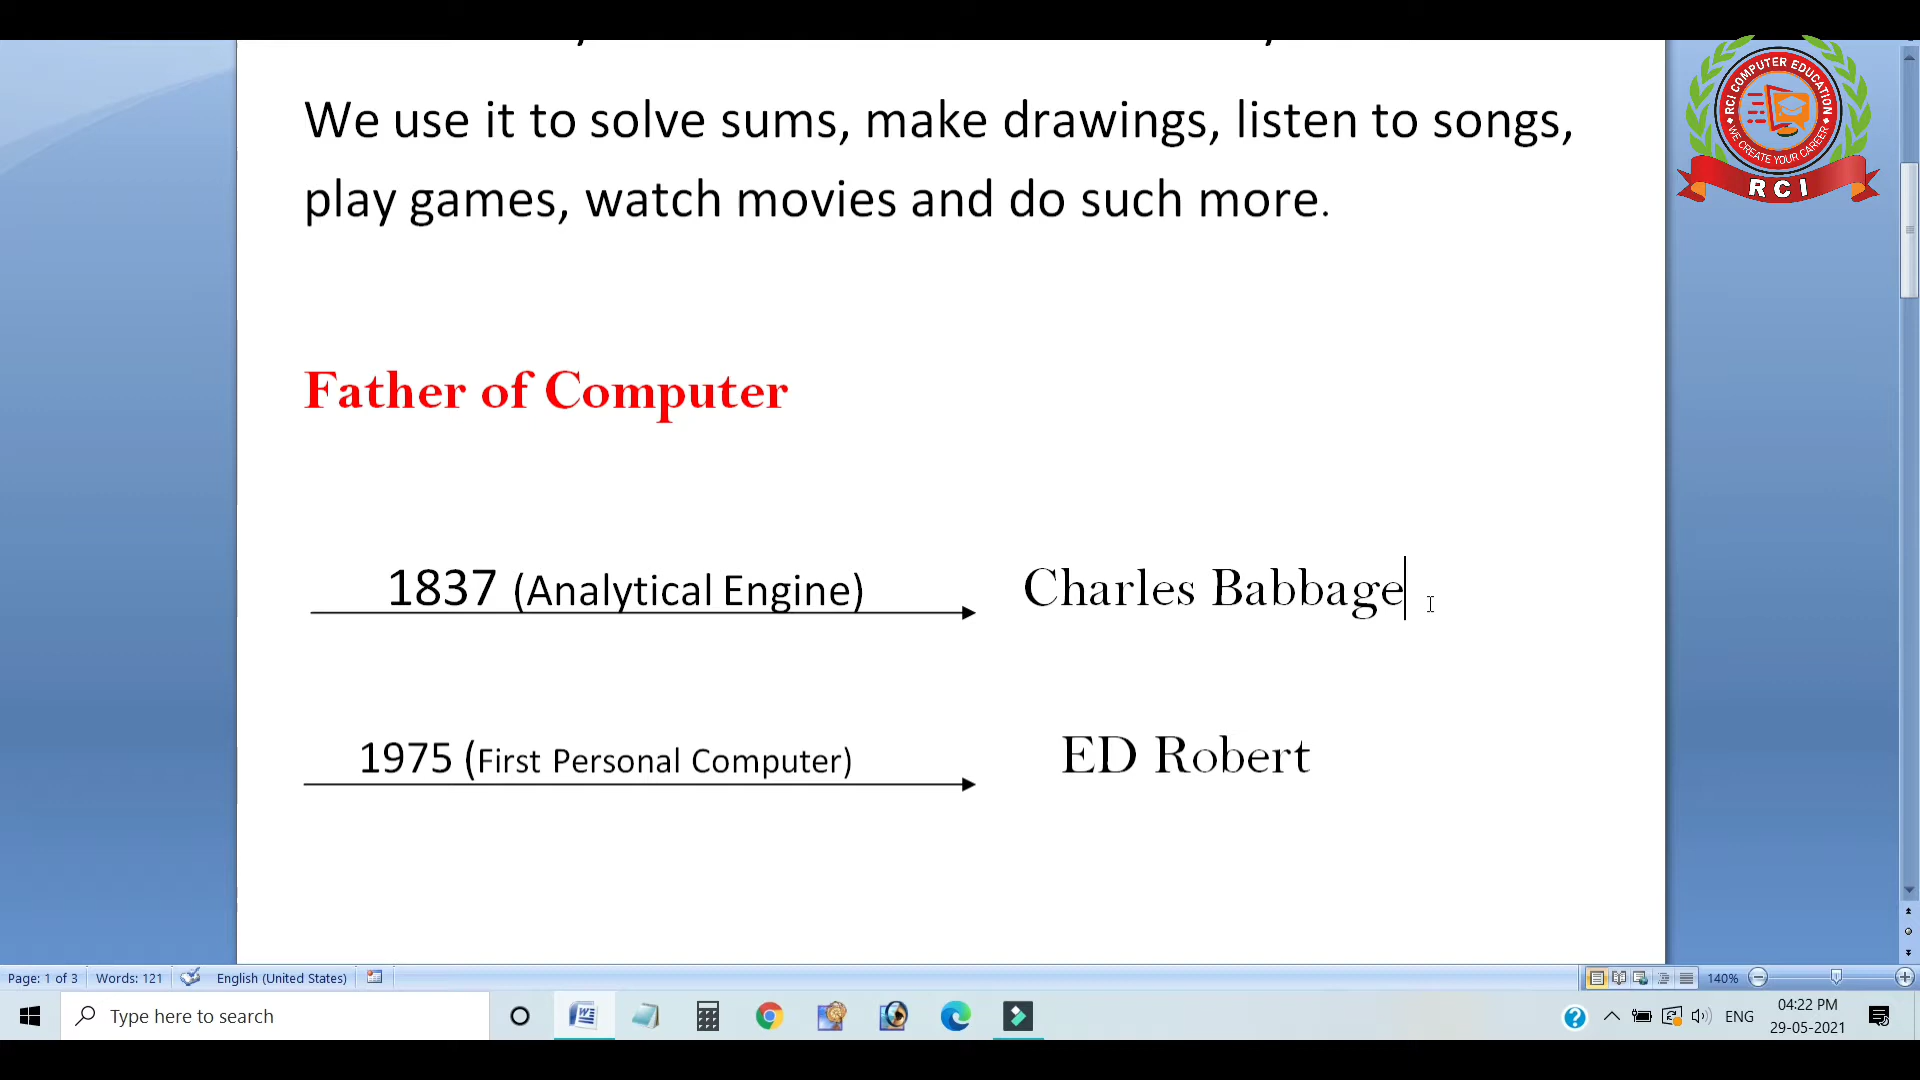 We use it to solve sums, make drawings, listen to songs,
play games, watch movies and do such more.
Father of Computer
1837 (Analytical Engine) Charles Babbage
1975 (First Personal Computer) ED Robert
RCI COMPUTER EDUCATION
WE CREATE YOUR CAREER
RCI
Page: 1 of 3 Words: 121 English (United States) 140%
Type here to search
ENG
04:22 PM
29-05-2021